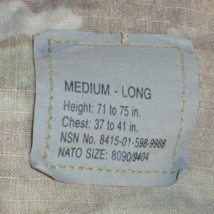 MEDIUM - LONG
Height: 71 to 75 in.
Chest: 37 to 41 in.
NSN No. 8415-01-598-9988
NATO SIZE: 8090/9404